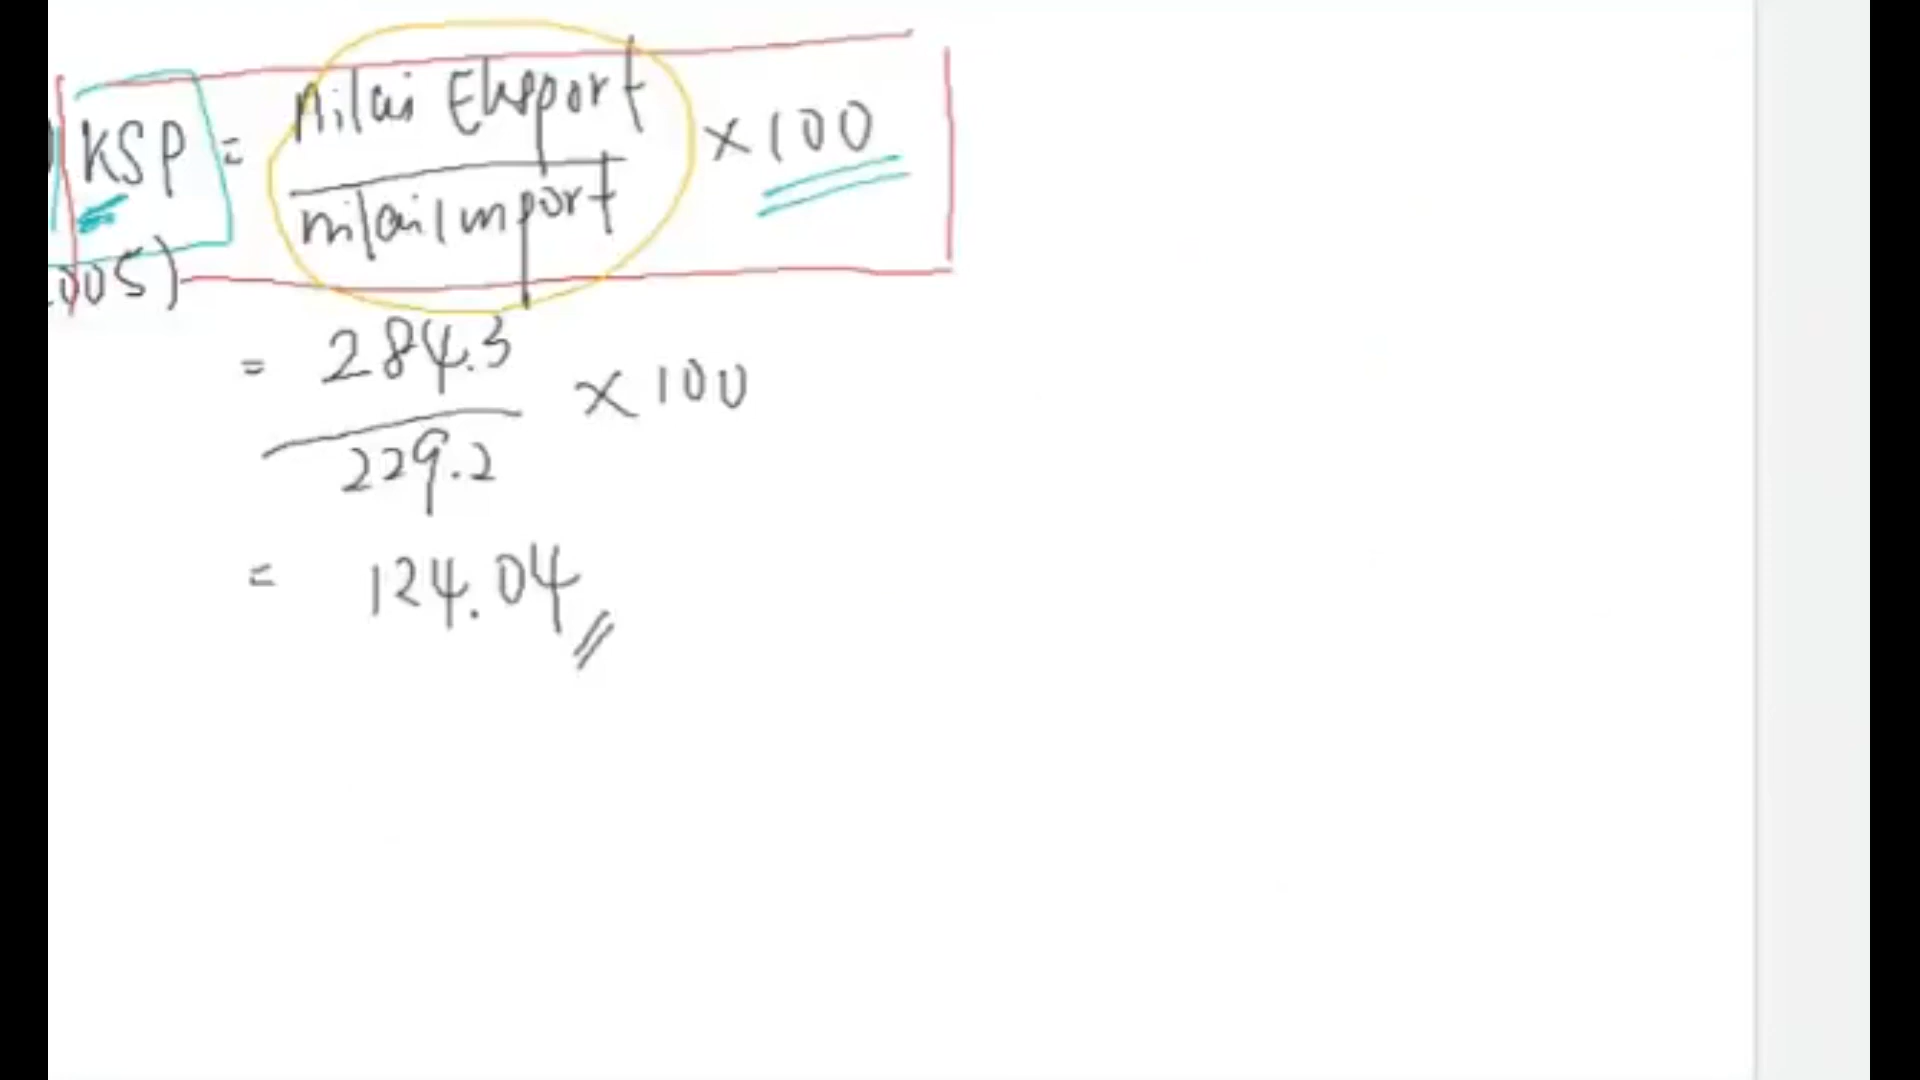 KSP = nilai Eksport / nilai Import × 100
005)
= 284.3 / 229.2 × 100
= 124.04